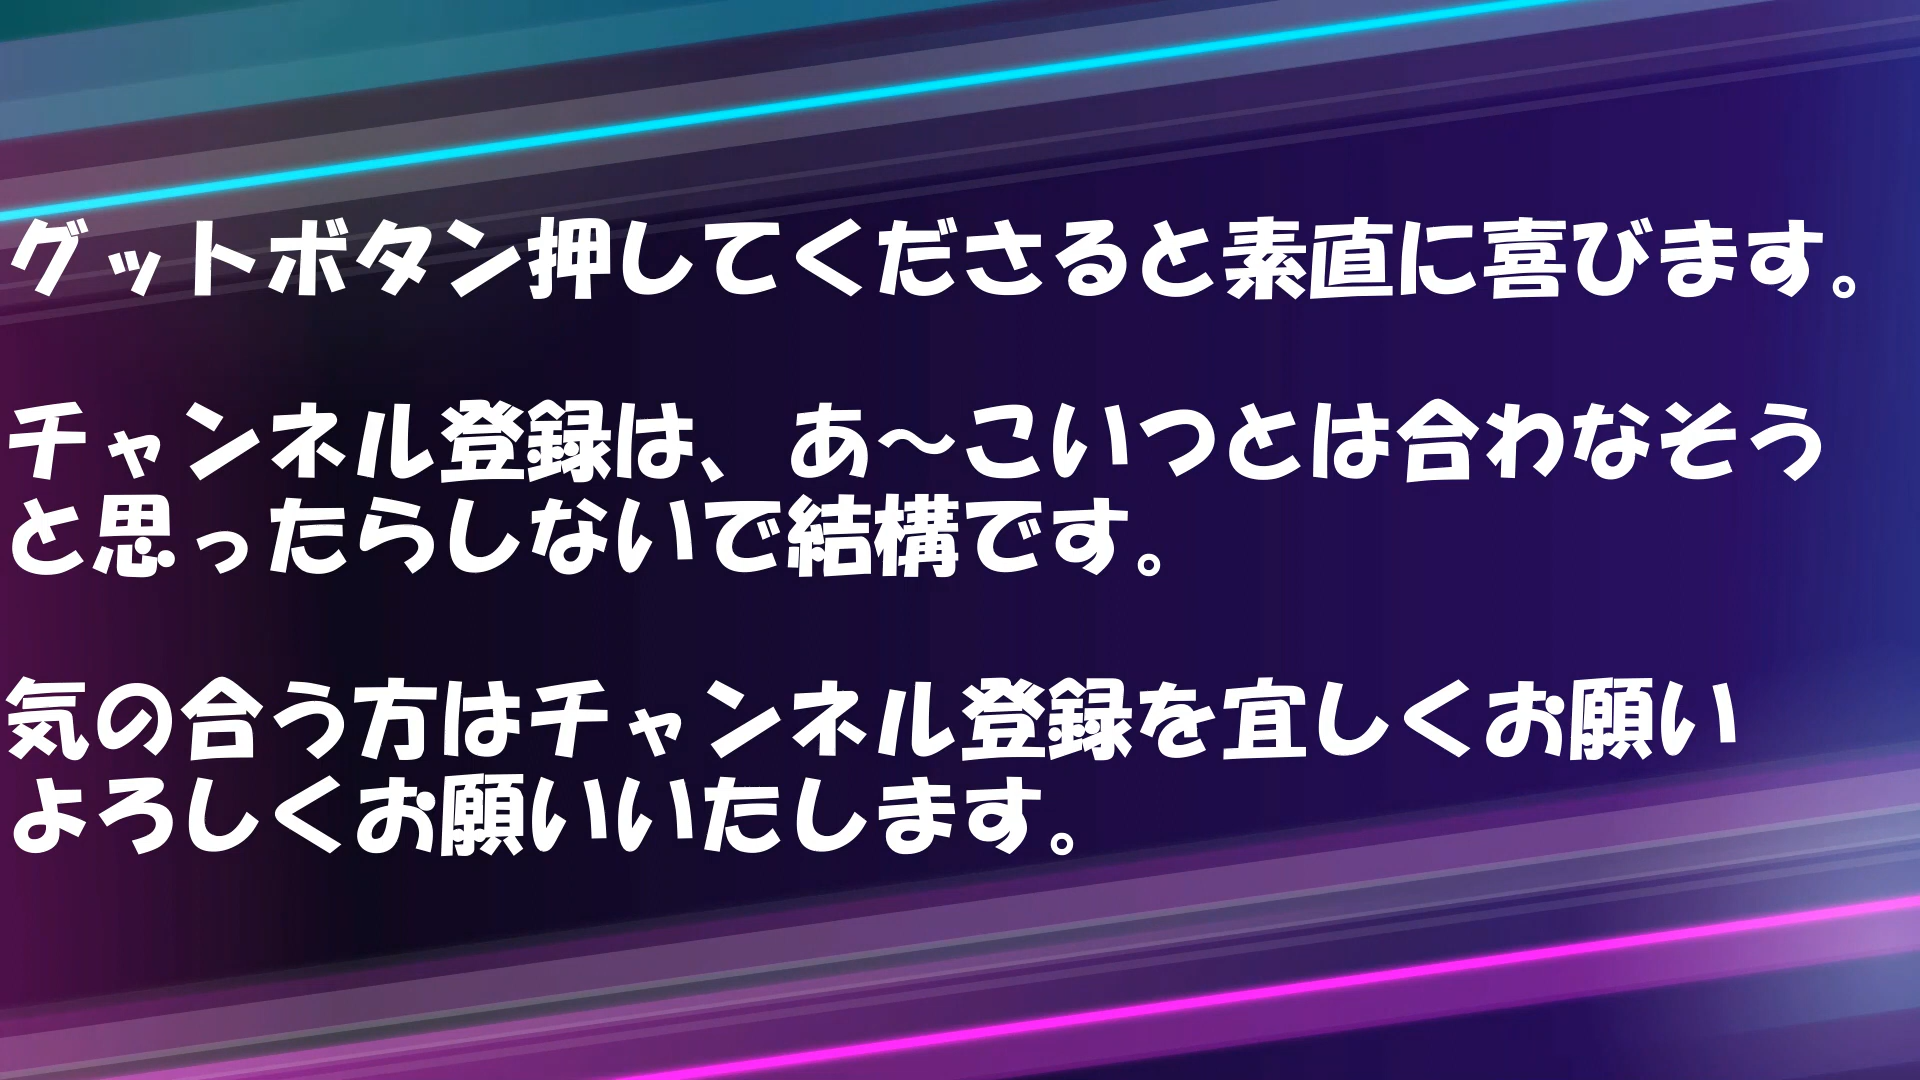 グットボタン押してくださると素直に喜びます。
チャンネル登録は、あ～こいつとは合わなそう
と思ったらしないで結構です。
気の合う方はチャンネル登録を宜しくお願い
よろしくお願いいたします。